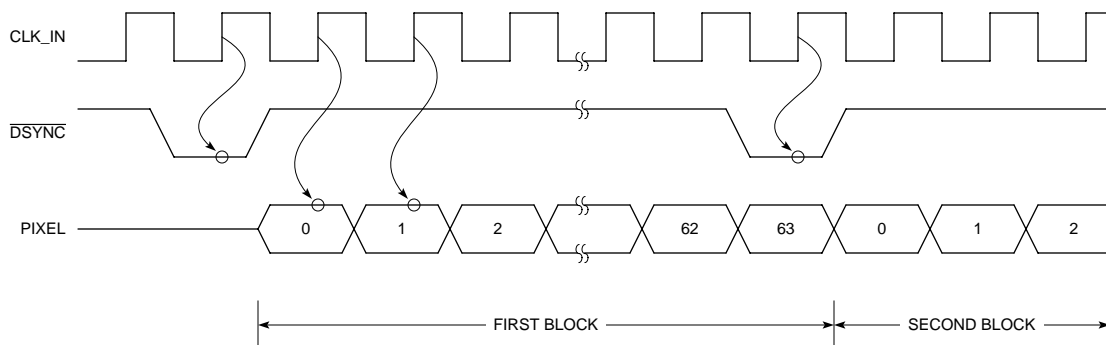 CLK_IN
DSYNC
PIXEL 0 1 2 62 63 0 1 2
FIRST BLOCK SECOND BLOCK